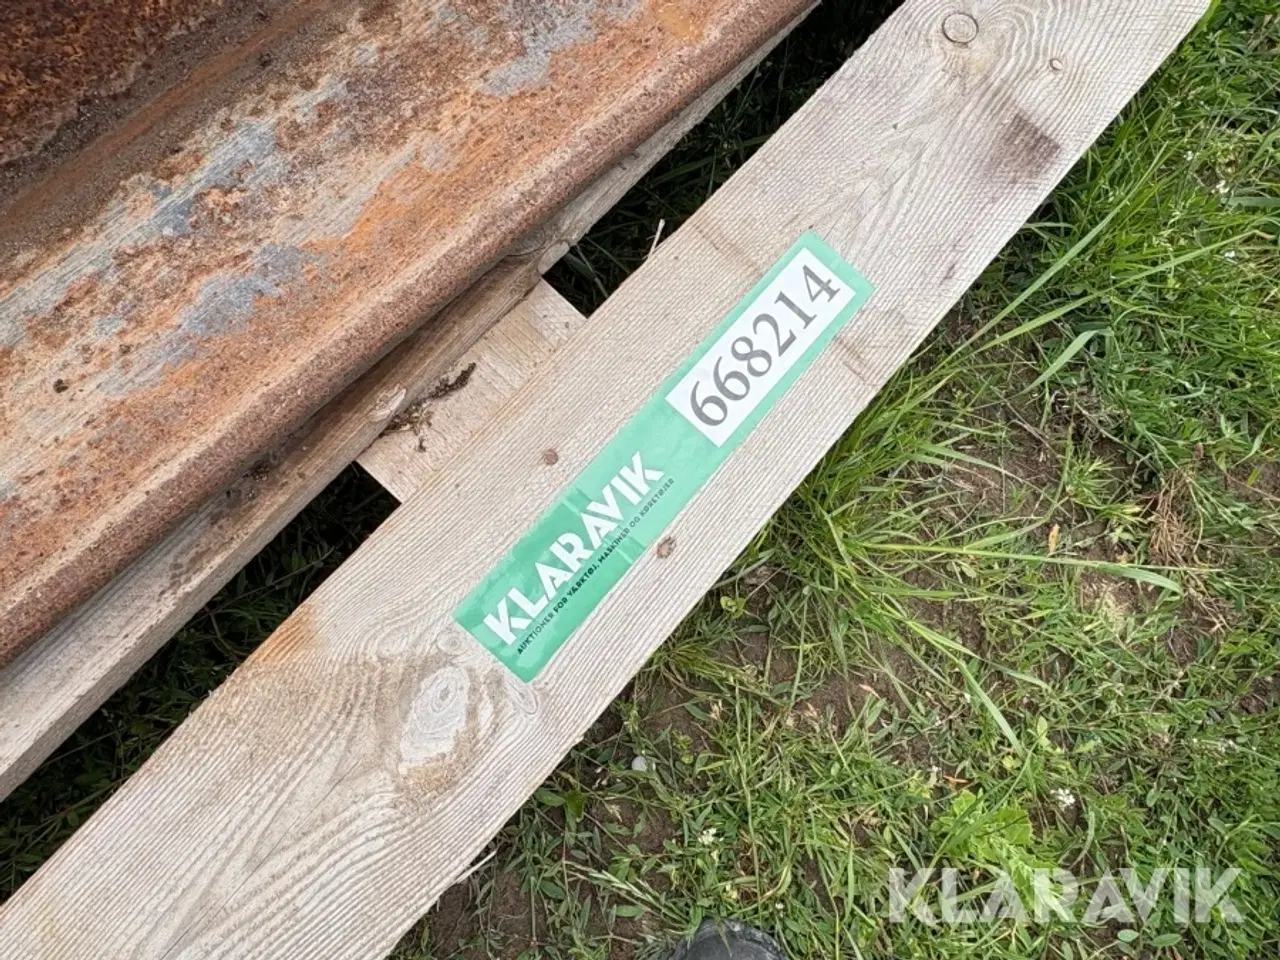 668214
KLARAVIK
AUKTIONER FOR VÆRKTØJ, MASKINER OG KØRETØJER
KLARAVIK